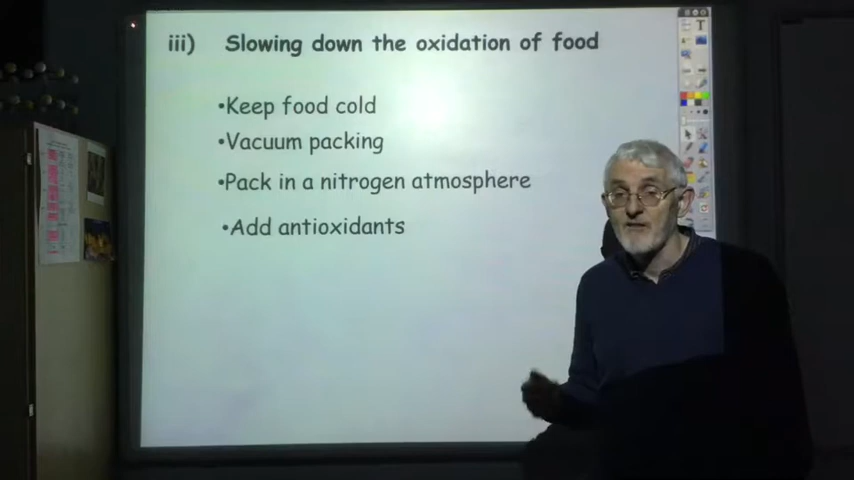 iii) Slowing down the oxidation of food
•Keep food cold
•Vacuum packing
•Pack in a nitrogen atmosphere
•Add antioxidants
T